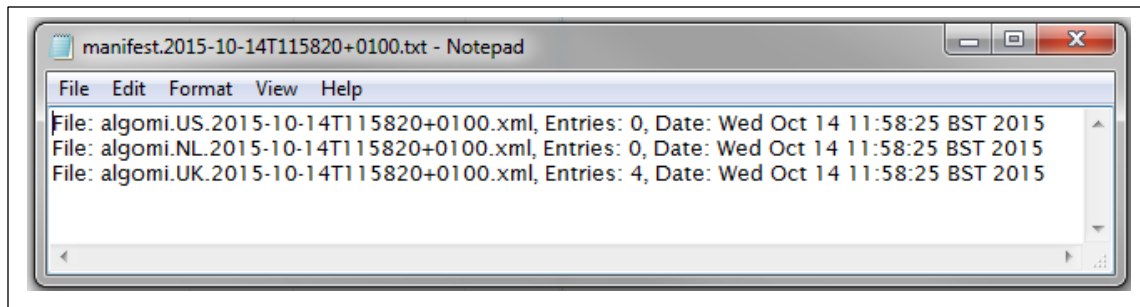 manifest.2015-10-14T115820+0100.txt - Notepad
File Edit Format View Help
File: algomi.US.2015-10-14T115820+0100.xml, Entries: 0, Date: Wed Oct 14 11:58:25 BST 2015
File: algomi.NL.2015-10-14T115820+0100.xml, Entries: 0, Date: Wed Oct 14 11:58:25 BST 2015
File: algomi.UK.2015-10-14T115820+0100.xml, Entries: 4, Date: Wed Oct 14 11:58:25 BST 2015